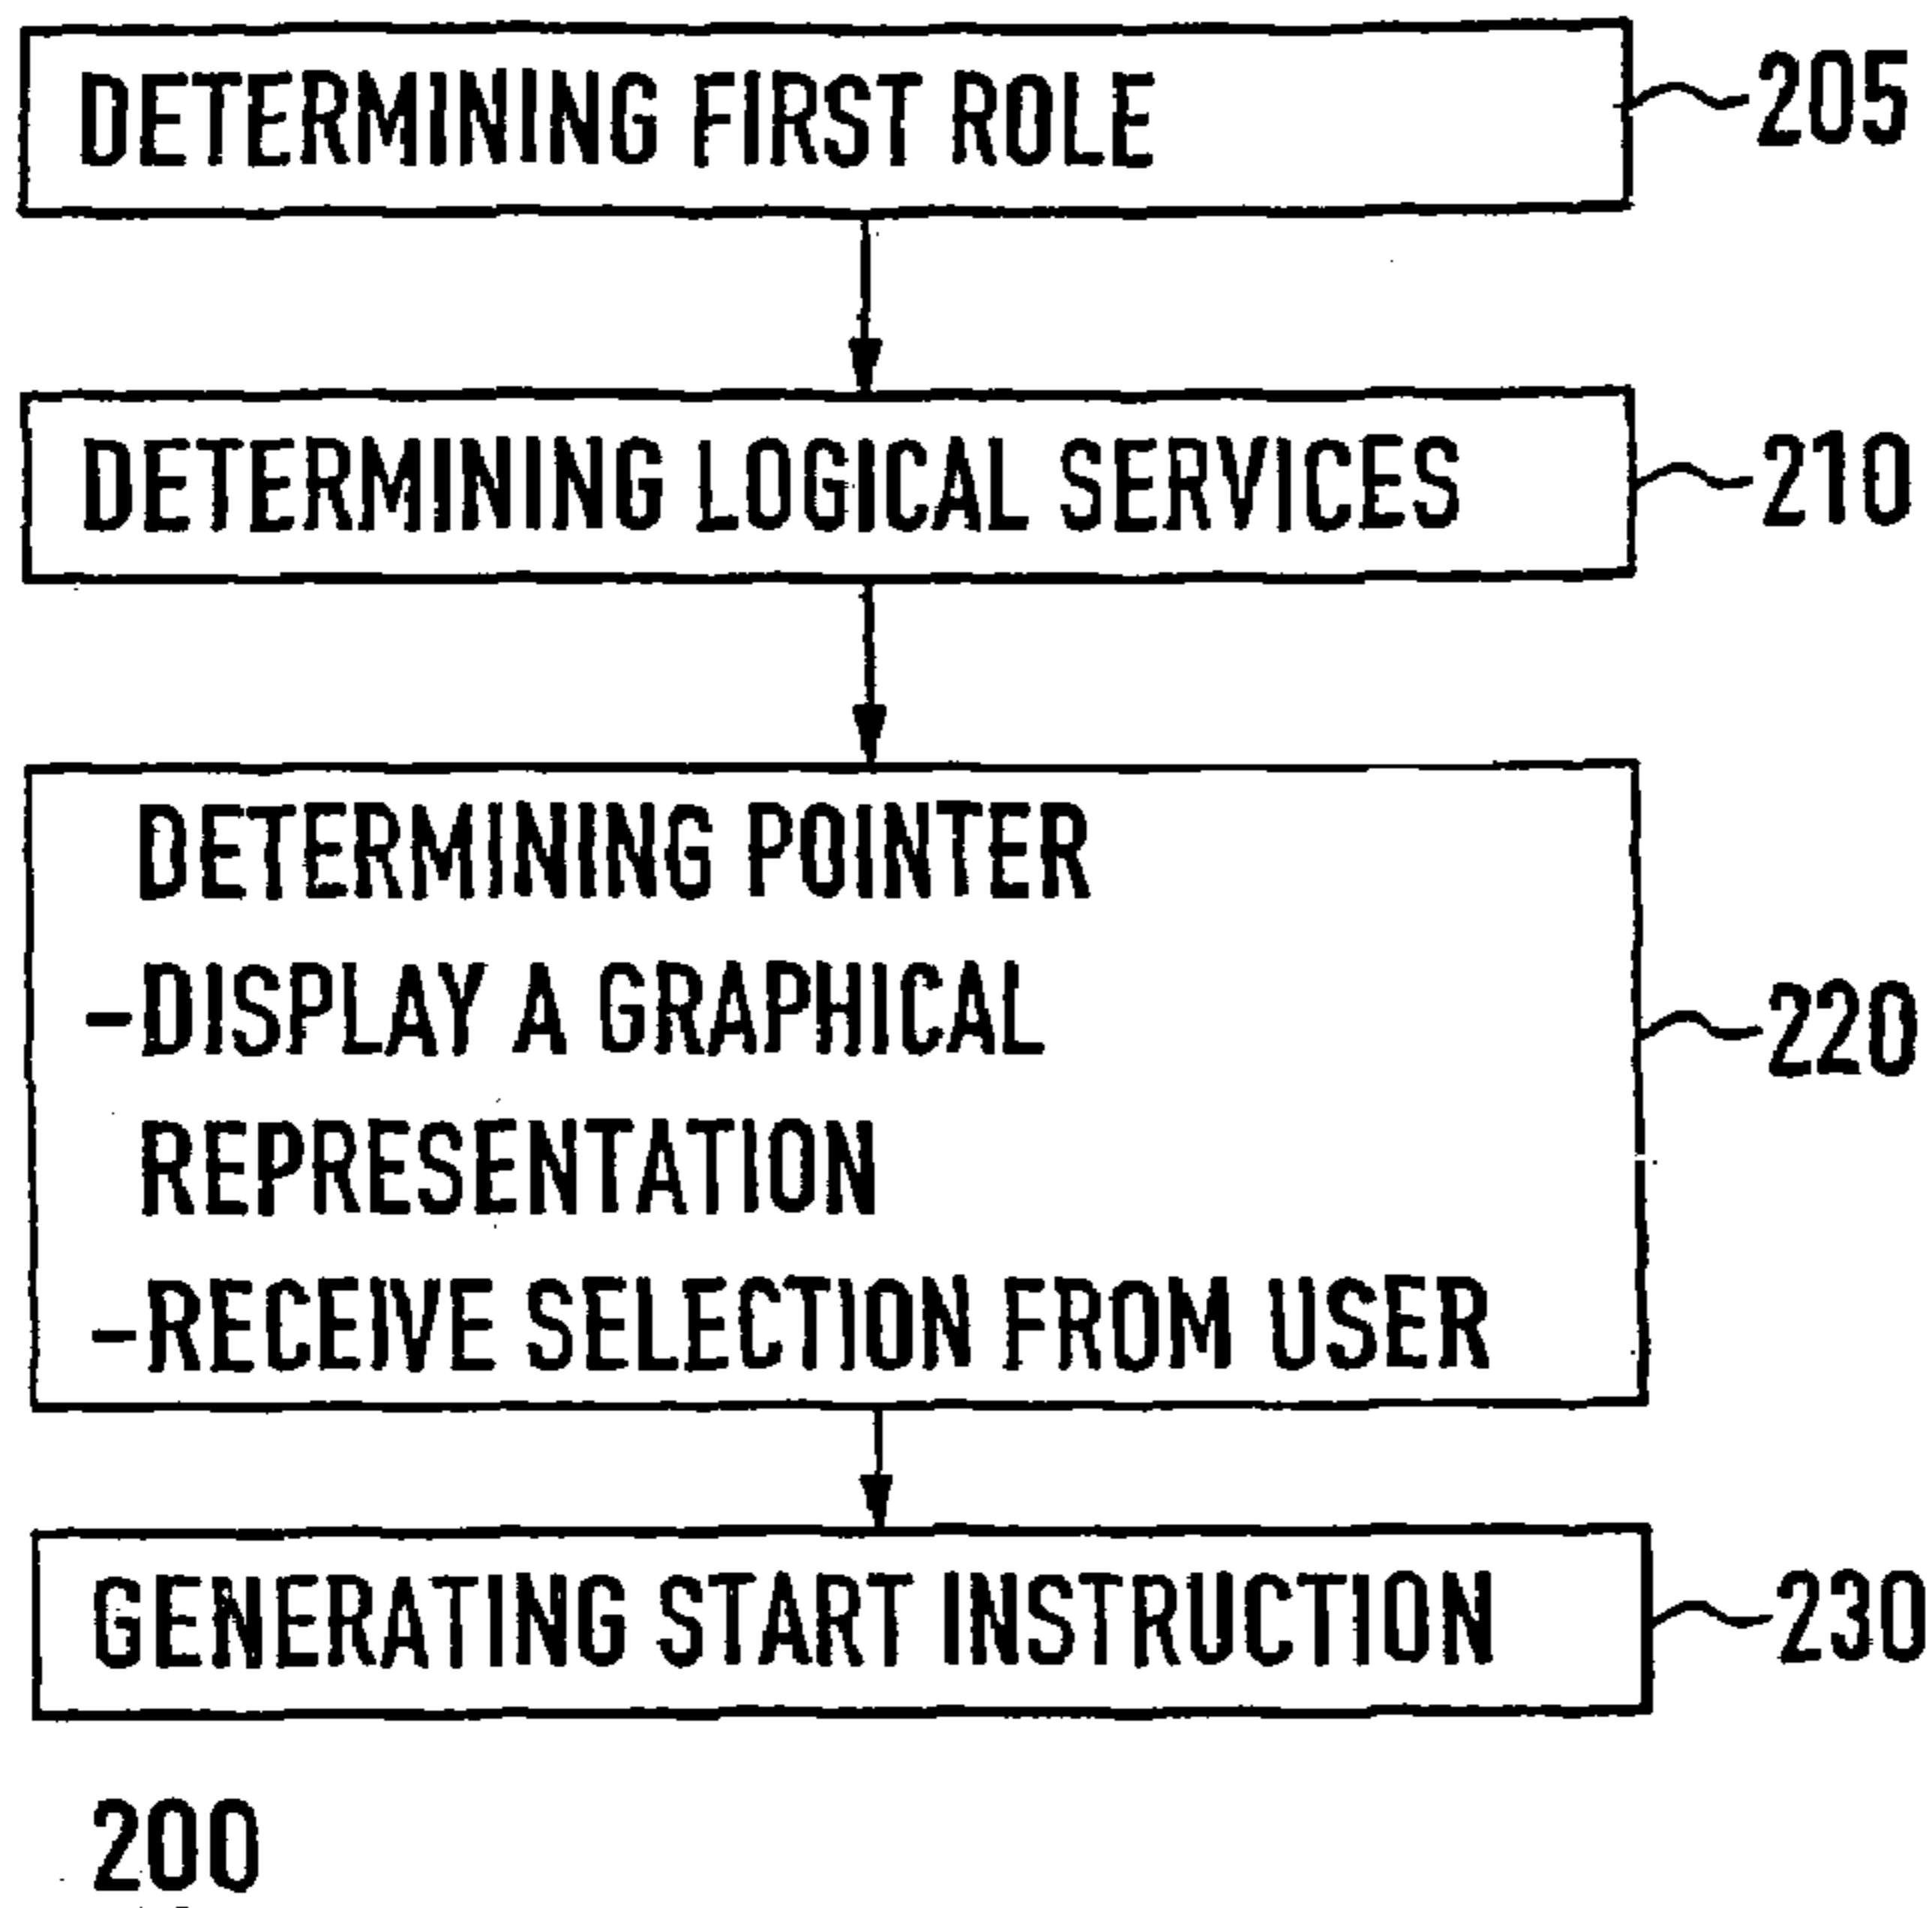 DETERMINING FIRST ROLE
205
DETERMINING LOGICAL SERVICES
210
DETERMINING POINTER
-DISPLAY A GRAPHICAL
REPRESENTATION
-RECEIVE SELECTION FROM USER
220
GENERATING START INSTRUCTION
230
200